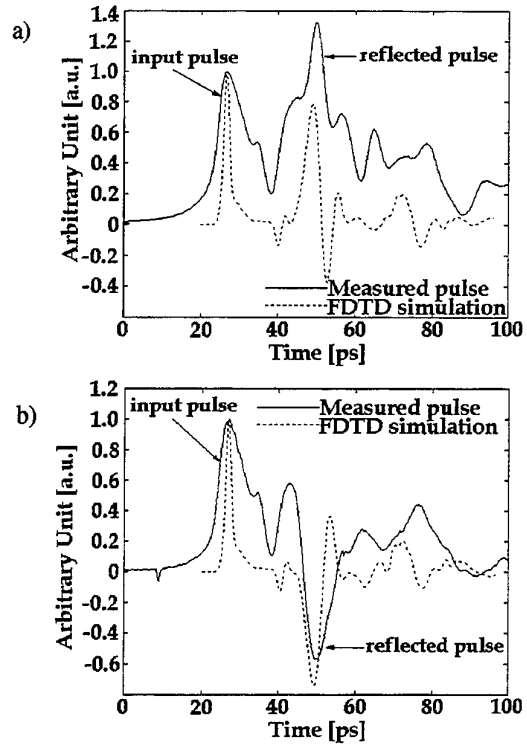 a)
Arbitrary Unit [a.u.]
1.4
1.2
1.0
0.8
0.6
0.4
0.2
0
-0.2
-0.4
input pulse
reflected pulse
Measured pulse
FDTD simulation
0 20 40 60 80 100
Time [ps]
b)
Arbitrary Unit [a.u.]
1.2
1.0
0.8
0.6
0.4
0.2
0
-0.2
-0.4
-0.6
input pulse
Measured pulse
FDTD simulation
reflected pulse
0 20 40 60 80 100
Time [ps]